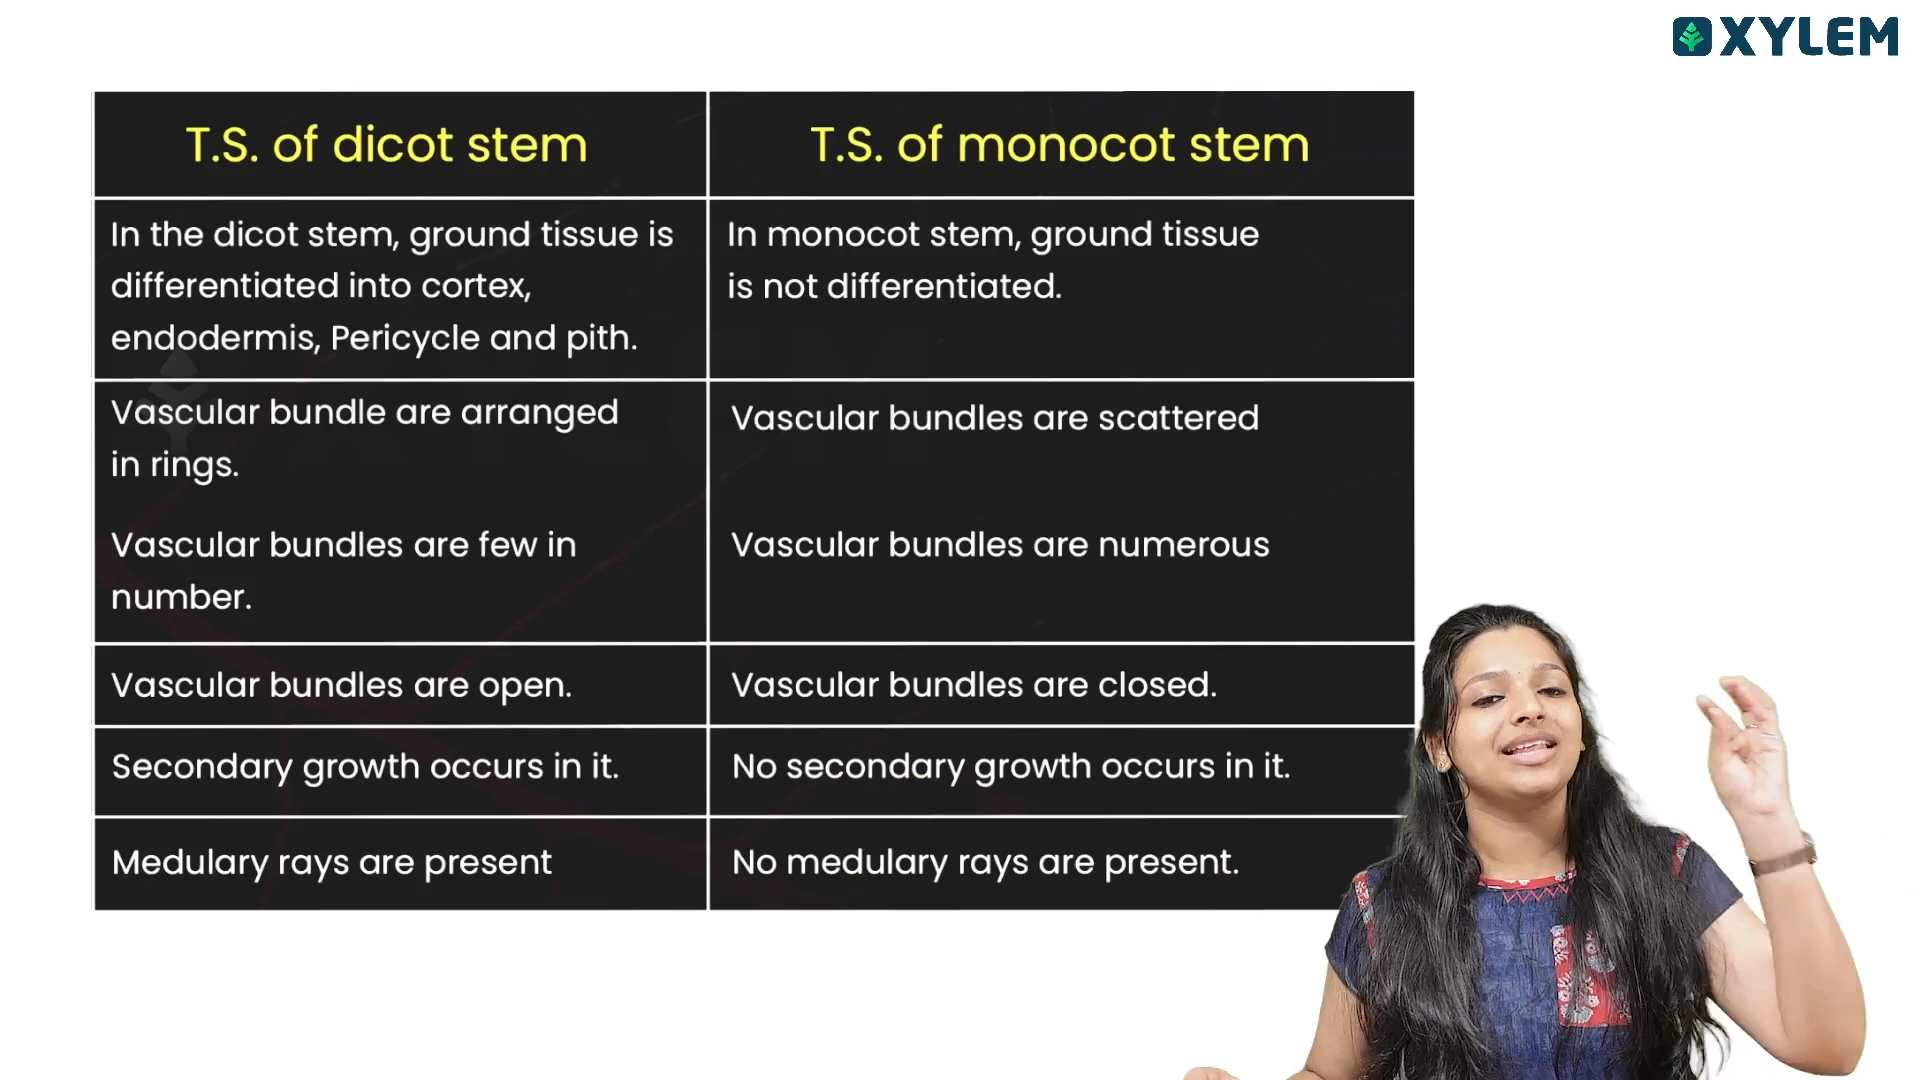 XYLEM
T.S. of dicot stem
T.S. of monocot stem
In the dicot stem, ground tissue is
differentiated into cortex,
endodermis, Pericycle and pith.
In monocot stem, ground tissue
is not differentiated.
Vascular bundle are arranged
in rings.
Vascular bundles are scattered
Vascular bundles are few in
number.
Vascular bundles are numerous
Vascular bundles are open.
Vascular bundles are closed.
Secondary growth occurs in it.
No secondary growth occurs in it.
Medulary rays are present
No medulary rays are present.